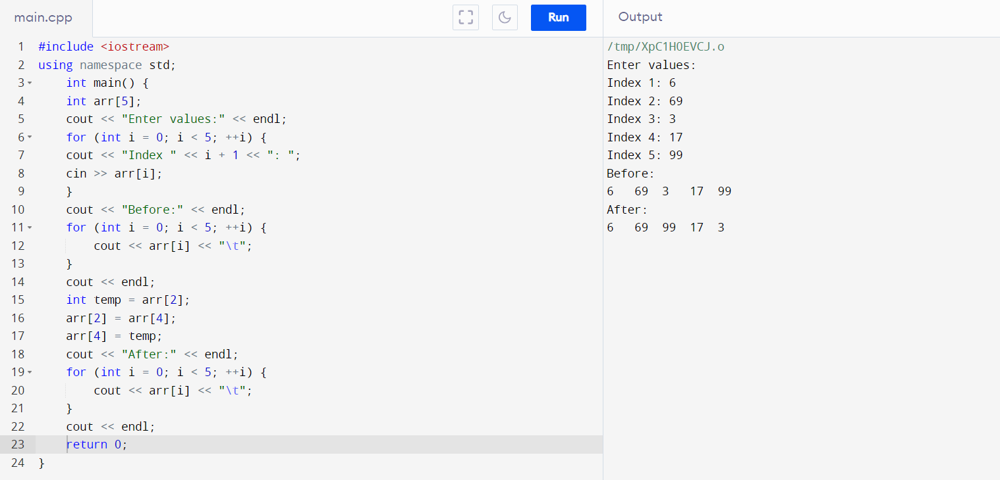 main.cpp
Run
Output
1 #include <iostream>
2 using namespace std;
3     int main() {
4     int arr[5];
5     cout << "Enter values:" << endl;
6     for (int i = 0; i < 5; ++i) {
7     cout << "Index " << i + 1 << ": ";
8     cin >> arr[i];
9     }
10     cout << "Before:" << endl;
11     for (int i = 0; i < 5; ++i) {
12         cout << arr[i] << "\t";
13     }
14     cout << endl;
15     int temp = arr[2];
16     arr[2] = arr[4];
17     arr[4] = temp;
18     cout << "After:" << endl;
19     for (int i = 0; i < 5; ++i) {
20         cout << arr[i] << "\t";
21     }
22     cout << endl;
23     return 0;
24 }
/tmp/XpC1HOEVCJ.o
Enter values:
Index 1: 6
Index 2: 69
Index 3: 3
Index 4: 17
Index 5: 99
Before:
6   69  3   17  99
After:
6   69  99  17  3